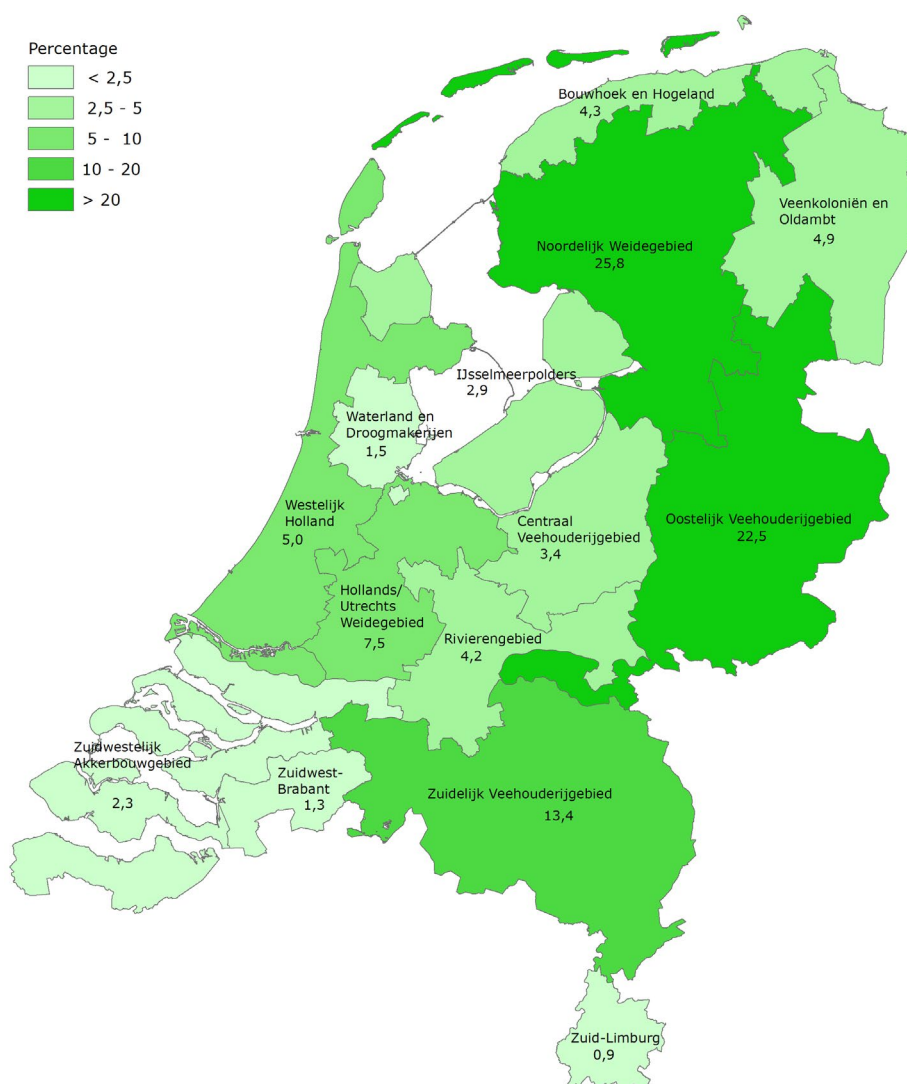 Percentage
< 2,5
2,5 - 5
5 - 10
10 - 20
> 20
Bouwhoek en Hogeland
4,3
Veenkoloniën en
Oldambt
4,9
Noordelijk Weidegebied
25,8
IJsselmeerpolders
2,9
Waterland en
Droogmakerijen
1,5
Westelijk
Holland
5,0
Centraal
Veehouderijgebied
3,4
Oostelijk Veehouderijgebied
22,5
Hollands/
Utrechts
Weidegebied
7,5
Rivierengebied
4,2
Zuidwestelijk
Akkerbouwgebied
2,3
Zuidwest-
Brabant
1,3
Zuidelijk Veehouderijgebied
13,4
Zuid-Limburg
0,9